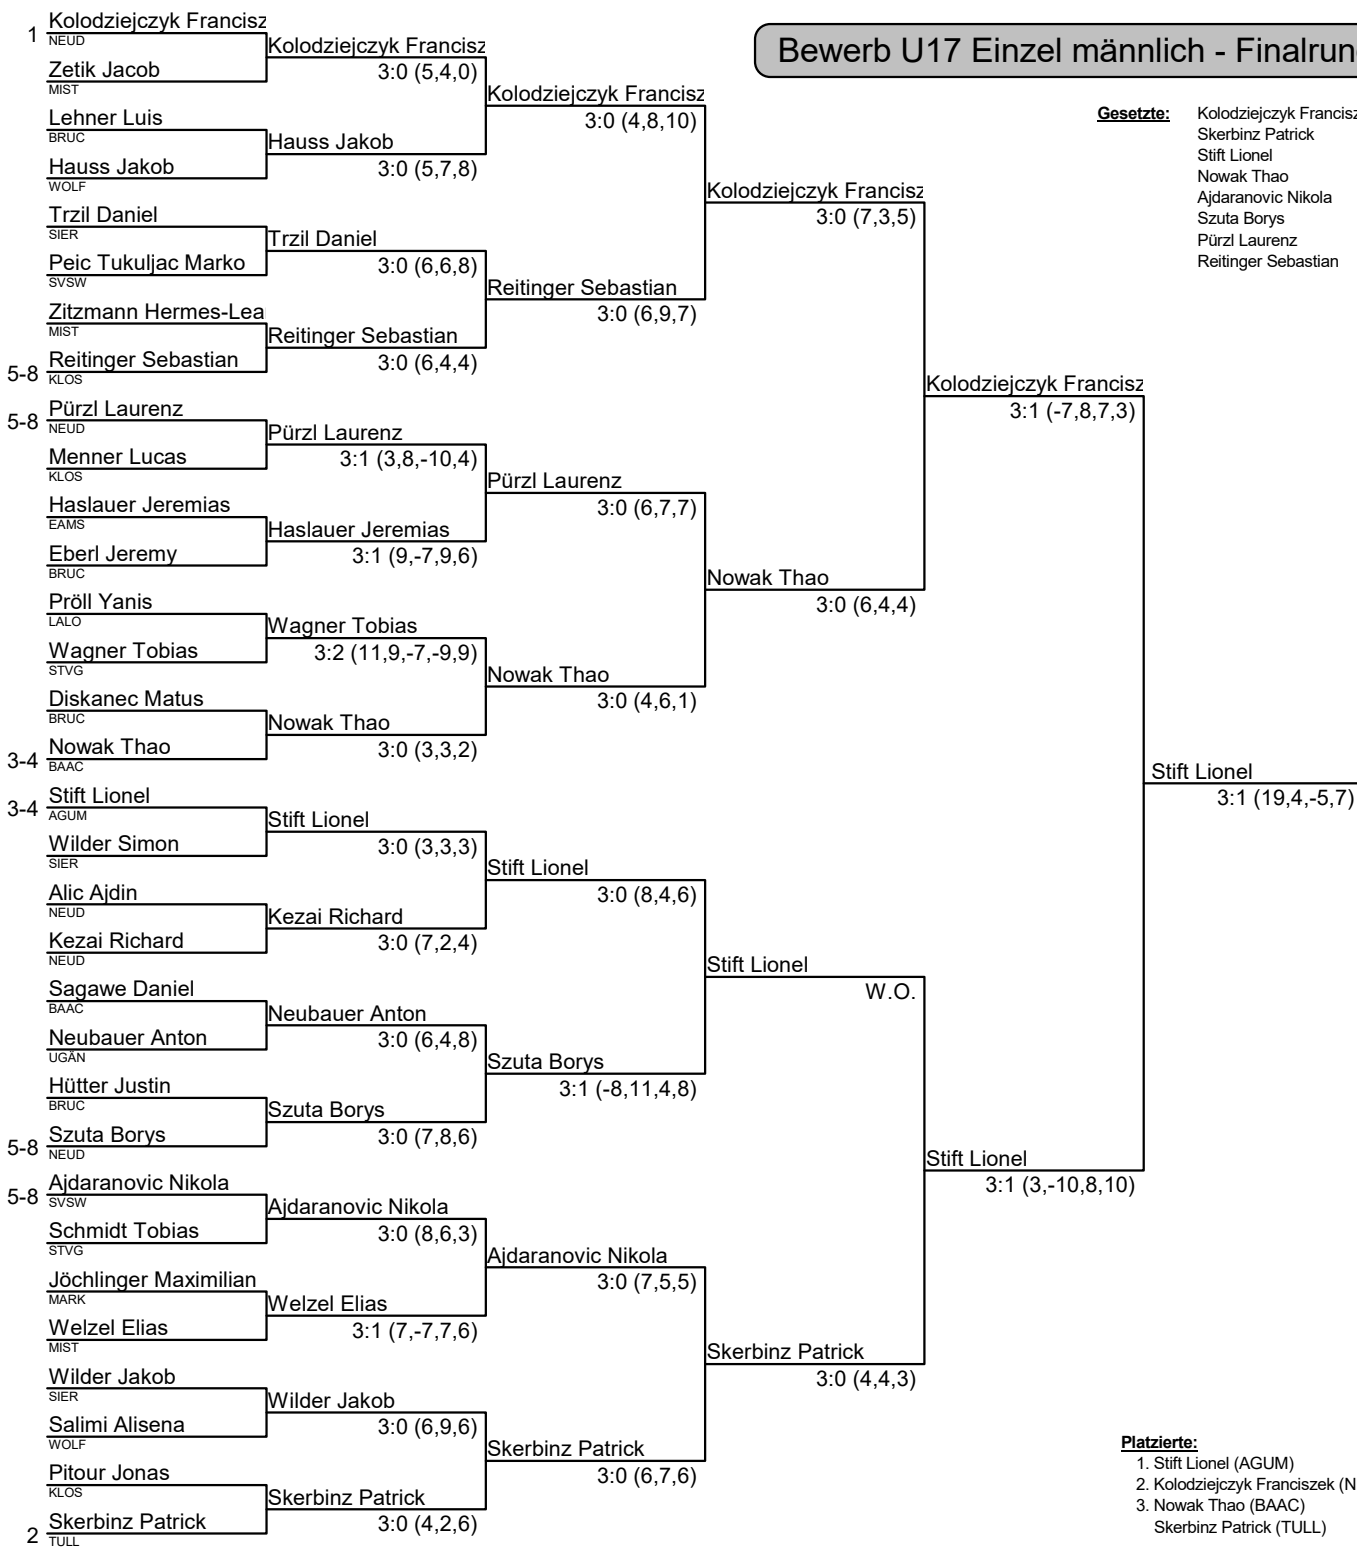 Bewerb U17 Einzel männlich - Finalrun
Gesetzte:
Kolodziejczyk Francisz
Skerbinz Patrick
Stift Lionel
Nowak Thao
Ajdaranovic Nikola
Szuta Borys
Pürzl Laurenz
Reitinger Sebastian
1 Kolodziejczyk Francisz
NEUD
Zetik Jacob
MIST
Lehner Luis
BRUC
Hauss Jakob
WOLF
Trzil Daniel
SIER
Peic Tukuljac Marko
SVSW
Zitzmann Hermes-Lea
MIST
5-8 Reitinger Sebastian
KLOS
5-8 Pürzl Laurenz
NEUD
Menner Lucas
KLOS
Haslauer Jeremias
EAMS
Eberl Jeremy
BRUC
Pröll Yanis
LALO
Wagner Tobias
STVG
Diskanec Matus
BRUC
3-4 Nowak Thao
BAAC
3-4 Stift Lionel
AGUM
Wilder Simon
SIER
Alic Ajdin
NEUD
Kezai Richard
NEUD
Sagawe Daniel
BAAC
Neubauer Anton
UGÄN
Hütter Justin
BRUC
5-8 Szuta Borys
NEUD
5-8 Ajdaranovic Nikola
SVSW
Schmidt Tobias
STVG
Jöchlinger Maximilian
MARK
Welzel Elias
MIST
Wilder Jakob
SIER
Salimi Alisena
WOLF
Pitour Jonas
KLOS
2 Skerbinz Patrick
TULL
Kolodziejczyk Francisz
3:0 (5,4,0)
Hauss Jakob
3:0 (5,7,8)
Trzil Daniel
3:0 (6,6,8)
Reitinger Sebastian
3:0 (6,4,4)
Pürzl Laurenz
3:1 (3,8,-10,4)
Haslauer Jeremias
3:1 (9,-7,9,6)
Wagner Tobias
3:2 (11,9,-7,-9,9)
Nowak Thao
3:0 (3,3,2)
Stift Lionel
3:0 (3,3,3)
Kezai Richard
3:0 (7,2,4)
Neubauer Anton
3:0 (6,4,8)
Szuta Borys
3:0 (7,8,6)
Ajdaranovic Nikola
3:0 (8,6,3)
Welzel Elias
3:1 (7,-7,7,6)
Wilder Jakob
3:0 (6,9,6)
Skerbinz Patrick
3:0 (4,2,6)
Kolodziejczyk Francisz
3:0 (4,8,10)
Reitinger Sebastian
3:0 (6,9,7)
Pürzl Laurenz
3:0 (6,7,7)
Nowak Thao
3:0 (4,6,1)
Stift Lionel
3:0 (8,4,6)
Szuta Borys
3:1 (-8,11,4,8)
Ajdaranovic Nikola
3:0 (7,5,5)
Skerbinz Patrick
3:0 (6,7,6)
Kolodziejczyk Francisz
3:0 (7,3,5)
Nowak Thao
3:0 (6,4,4)
Stift Lionel
W.O.
Skerbinz Patrick
3:0 (4,4,3)
Kolodziejczyk Francisz
3:1 (-7,8,7,3)
Stift Lionel
3:1 (3,-10,8,10)
Stift Lionel
3:1 (19,4,-5,7)
Platzierte:
1. Stift Lionel (AGUM)
2. Kolodziejczyk Franciszek (N
3. Nowak Thao (BAAC)
Skerbinz Patrick (TULL)